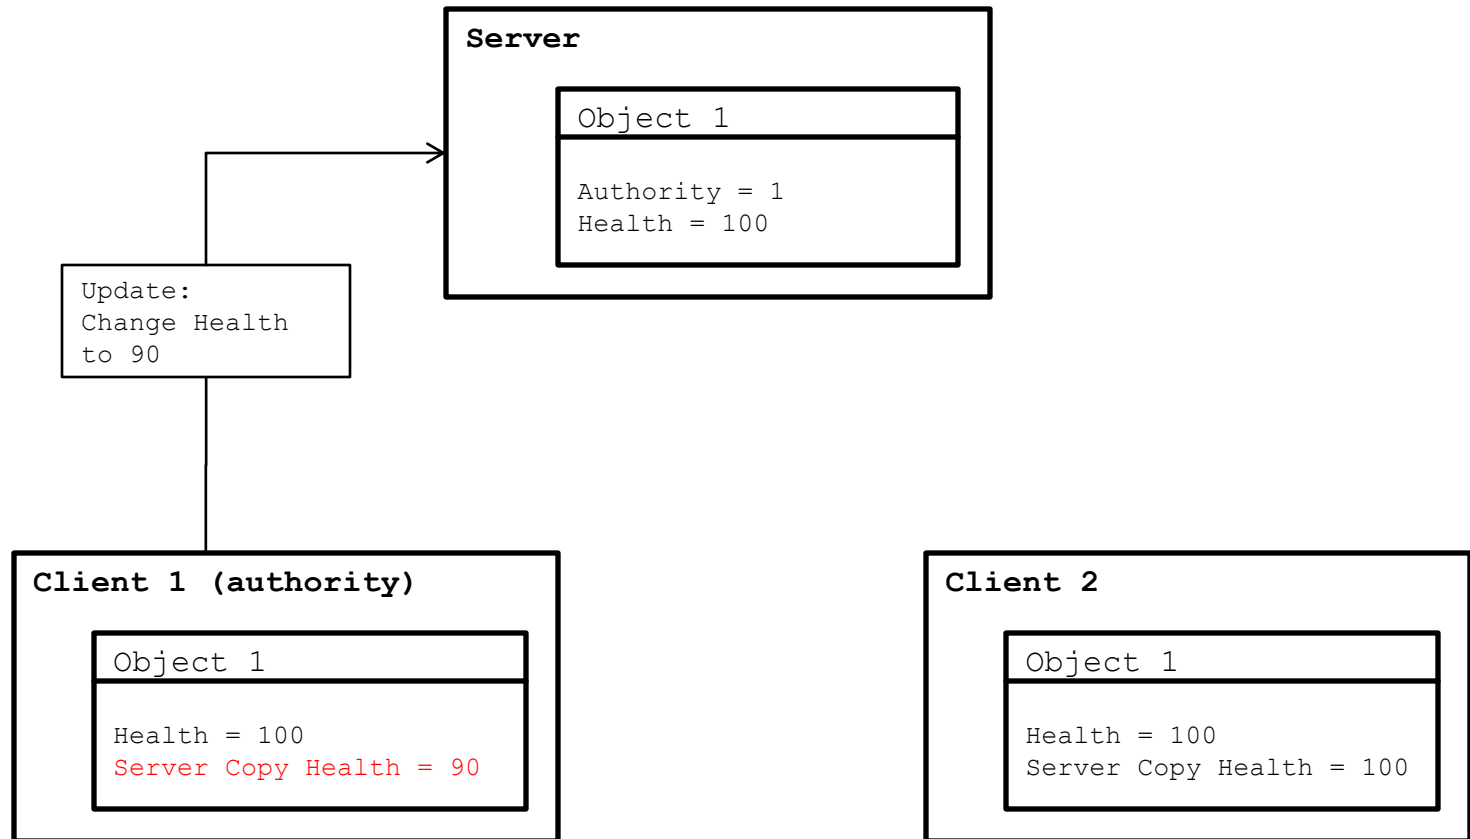 Server
Object 1
Authority = 1
Health = 100
Update:
Change Health
to 90
Client 1 (authority)
Object 1
Health = 100
Server Copy Health = 90
Client 2
Object 1
Health = 100
Server Copy Health = 100